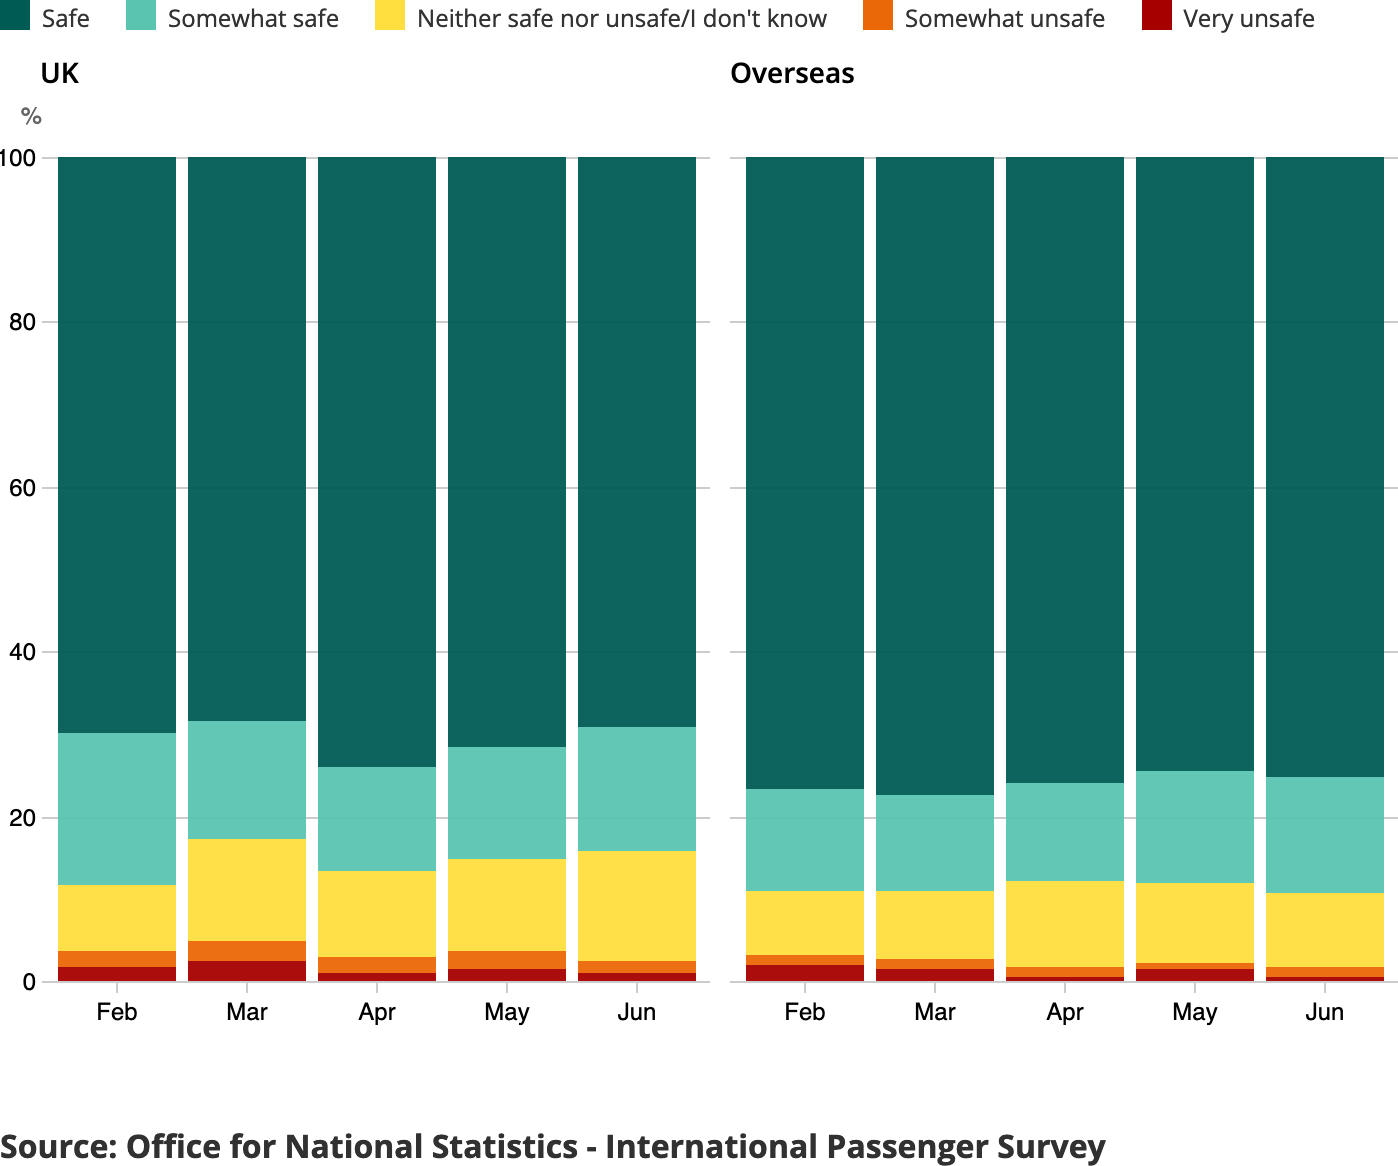 Safe Somewhat safe Neither safe nor unsafe/I don't know Somewhat unsafe Very unsafe
UK Overseas
%
100
80
60
40
20
0
Feb Mar Apr May Jun Feb Mar Apr May Jun
Source: Office for National Statistics - International Passenger Survey